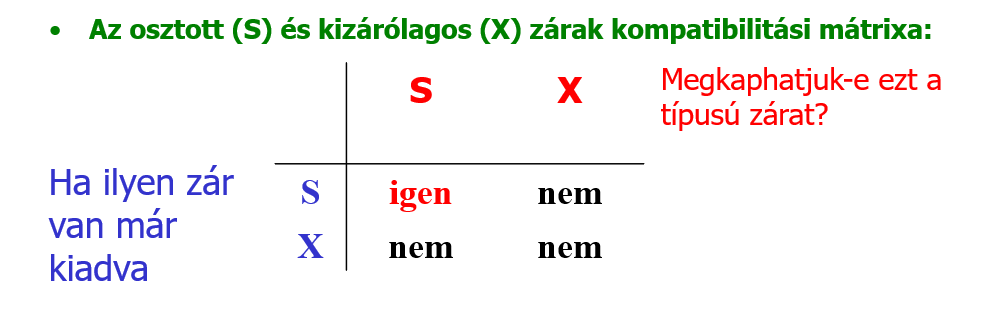 • Az osztott (S) és kizárólagos (X) zárak kompatibilitási mátrixa:
S X
Megkaphatjuk-e ezt a
típusú zárat?
Ha ilyen zár
van már
kiadva
S igen nem
X nem nem